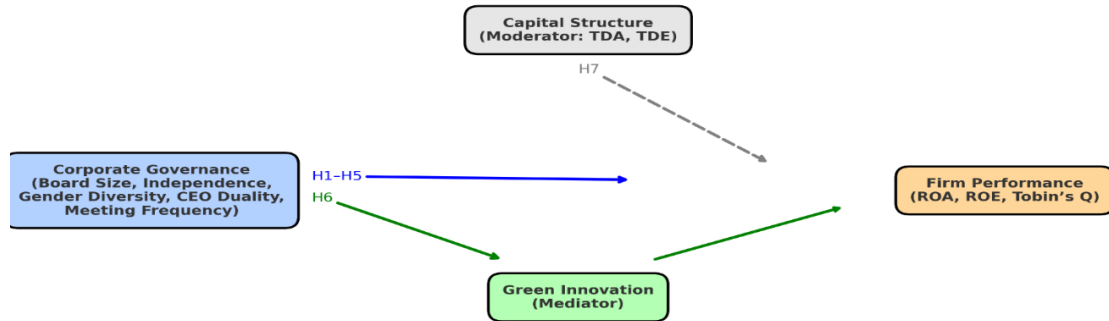 Capital Structure
(Moderator: TDA, TDE)
H7
Corporate Governance
(Board Size, Independence,
Gender Diversity, CEO Duality,
Meeting Frequency)
H1–H5
H6
Firm Performance
(ROA, ROE, Tobin’s Q)
Green Innovation
(Mediator)